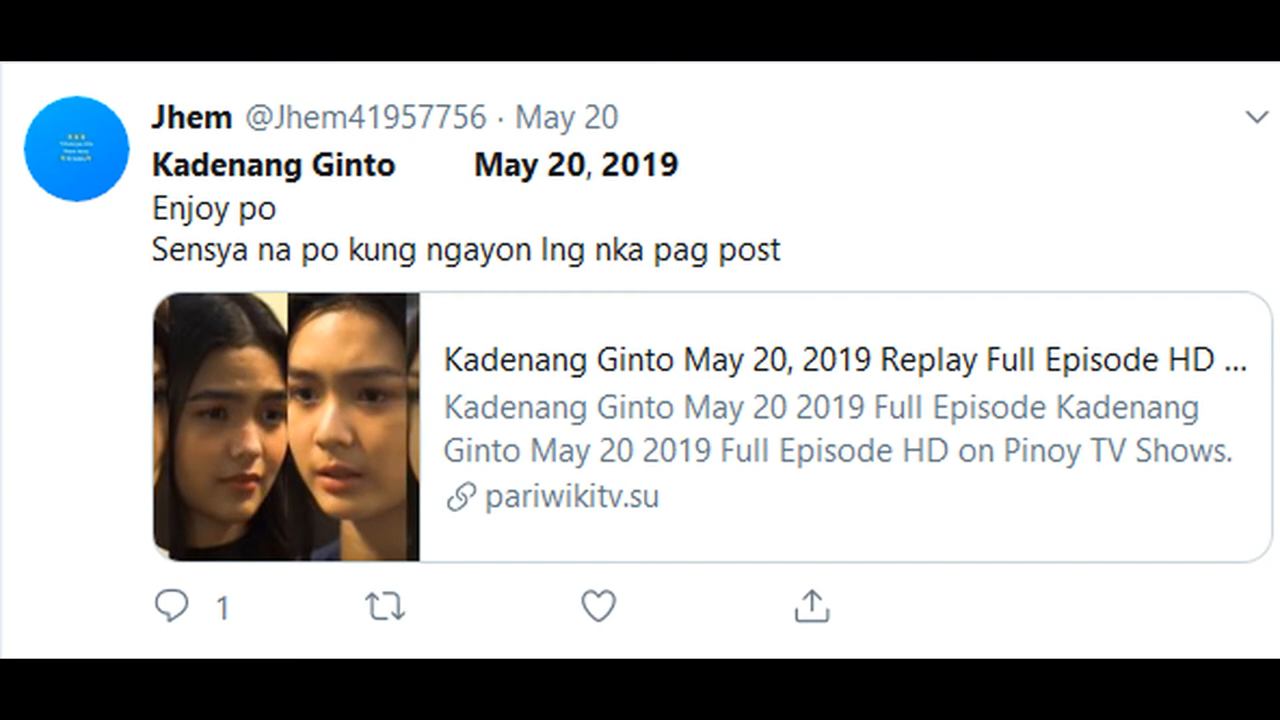 Jhem @Jhem41957756 · May 20
Kadenang Ginto May 20, 2019
Enjoy po
Sensya na po kung ngayon lng nka pag post
Kadenang Ginto May 20, 2019 Replay Full Episode HD ...
Kadenang Ginto May 20 2019 Full Episode Kadenang
Ginto May 20 2019 Full Episode HD on Pinoy TV Shows.
pariwikitv.su
1